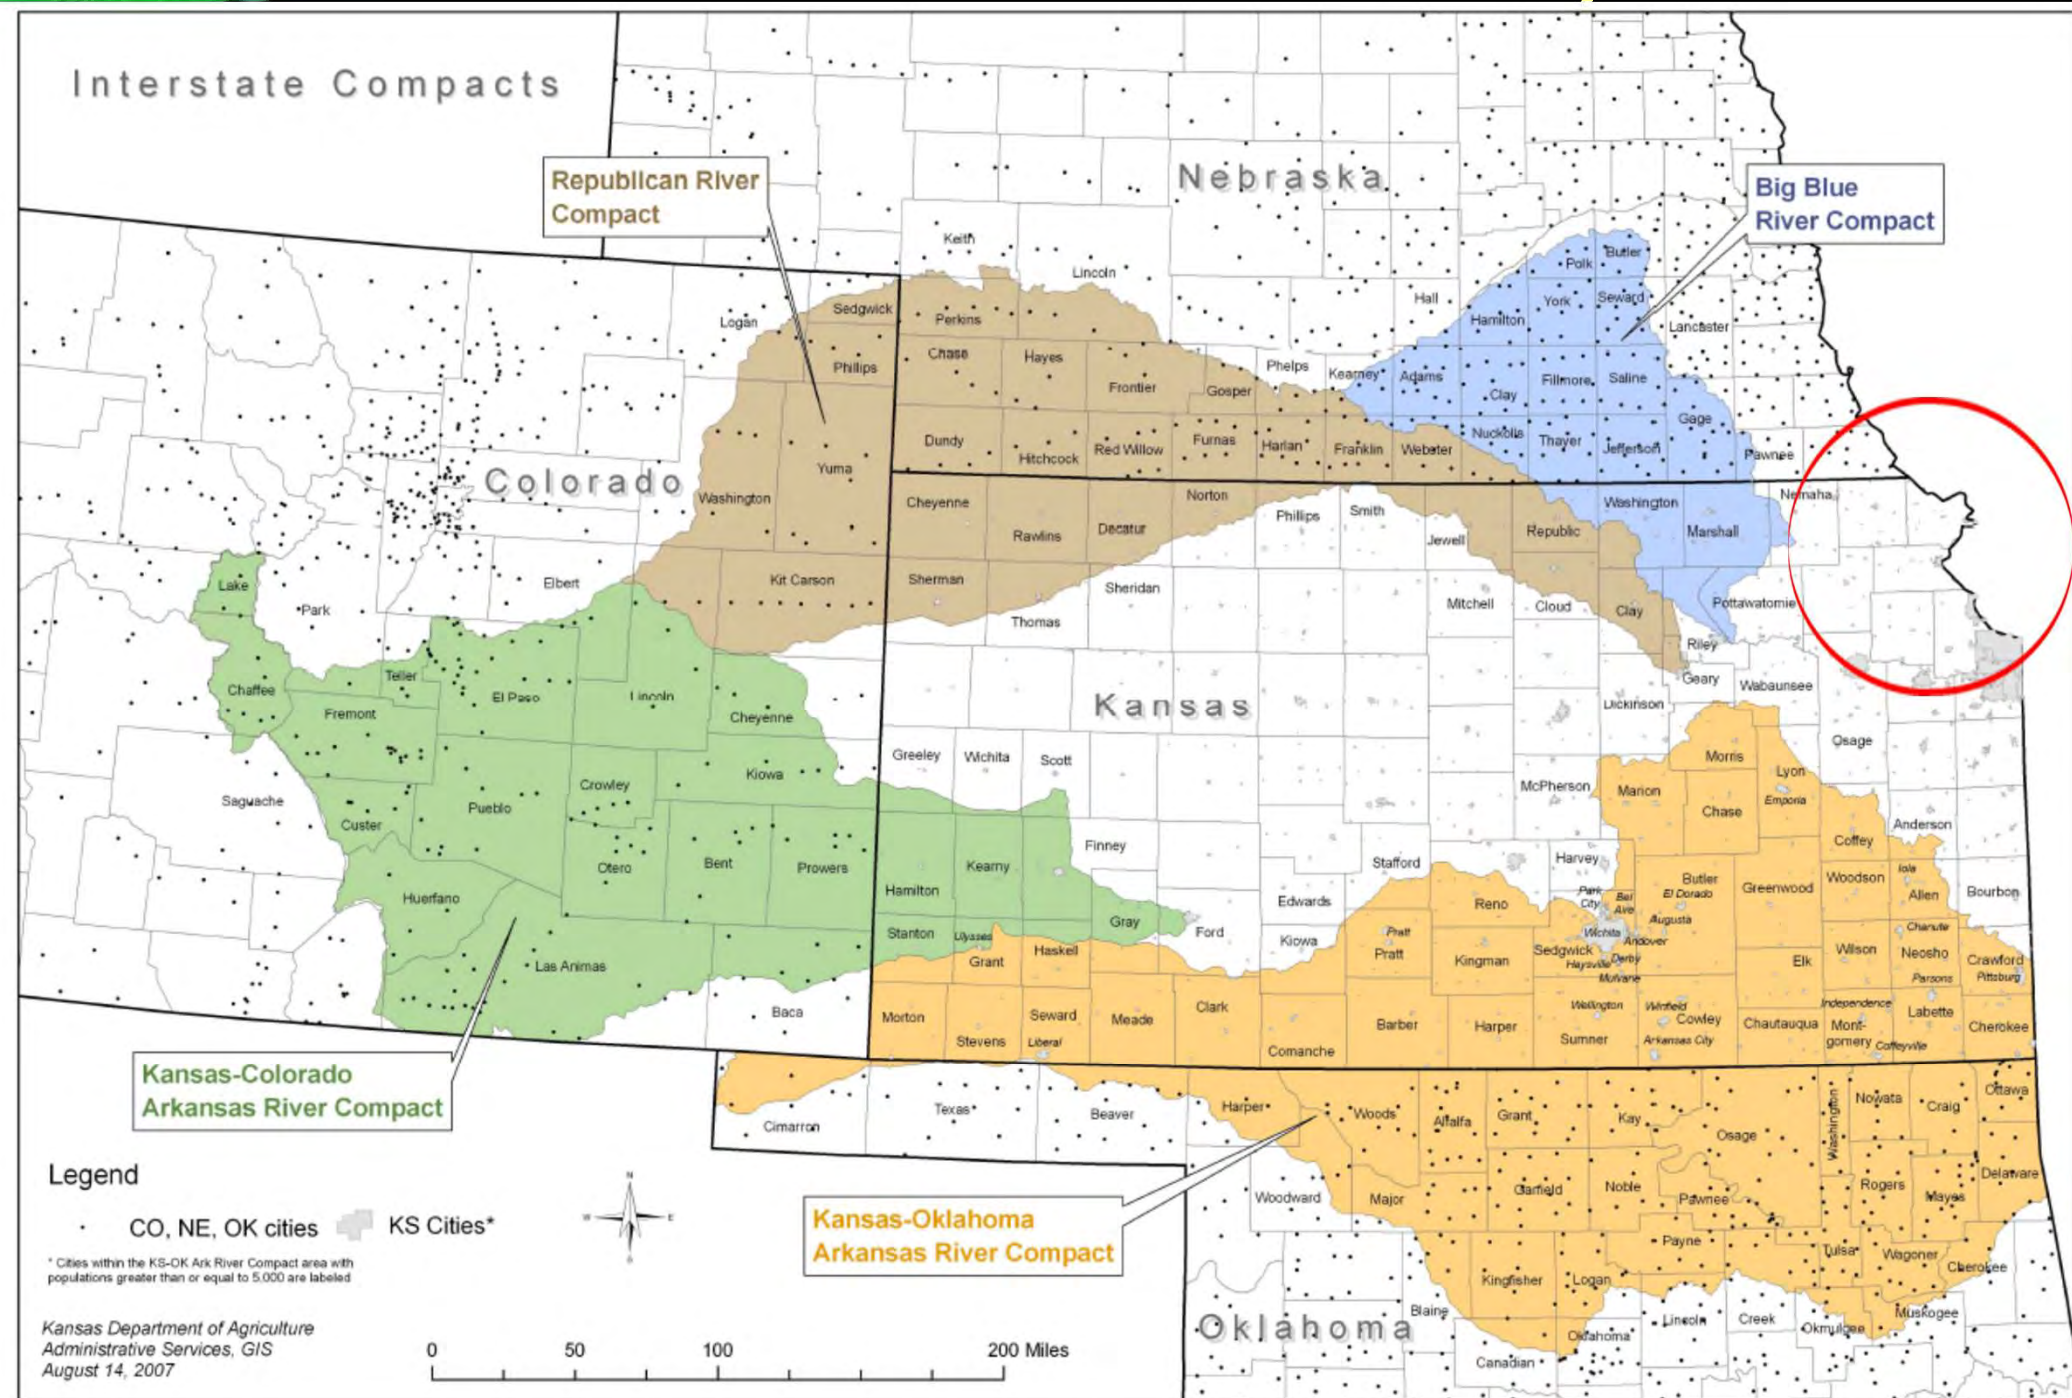 Interstate Compacts
Nebraska
Republican River
Compact
Big Blue
River Compact
Keith
Lincoln
Hall
Polk
Butler
York
Seward
Hamilton
Lancaster
Logan
Sedgwick
Perkins
Phillips
Chase
Hayes
Frontier
Gosper
Phelps
Kearney
Adams
Clay
Fillmore
Saline
Gage
Dundy
Hitchcock
Red Willow
Furnas
Harlan
Franklin
Webster
Nuckolls
Thayer
Jefferson
Pawnee
Colorado
Yuma
Washington
Kit Carson
Elbert
Lake
Park
Cheyenne
Rawlins
Decatur
Norton
Phillips
Smith
Jewell
Republic
Washington
Marshall
Nemaha
Sherman
Thomas
Sheridan
Mitchell
Cloud
Clay
Pottawatomie
Riley
Geary
Wabaunsee
Dickinson
Kansas
Chaffee
Teller
El Paso
Lincoln
Cheyenne
Fremont
Saguache
Custer
Pueblo
Crowley
Kiowa
Otero
Bent
Prowers
Huerfano
Las Animas
Baca
Greeley
Wichita
Scott
Finney
Kearny
Hamilton
Stanton
Ulysses
Grant
Haskell
Gray
Ford
Edwards
Kiowa
Stafford
McPherson
Harvey
Marion
Morris
Chase
Lyon
Emporia
Osage
Anderson
Coffey
Butler
El Dorado
Greenwood
Woodson
Iola
Allen
Bourbon
Reno
Park
City
Bel
Aire
Augusta
Wichita
Andover
Sedgwick
Haysville
Derby
Mulvane
Pratt
Pratt
Kingman
Elk
Wilson
Chanute
Neosho
Parsons
Crawford
Pittsburg
Morton
Stevens
Seward
Liberal
Meade
Clark
Comanche
Barber
Harper
Wellington
Sumner
Winfield
Cowley
Arkansas City
Chautauqua
Independence
Mont-
gomery
Coffeyville
Labette
Cherokee
Kansas-Colorado
Arkansas River Compact
Cimarron
Texas
Beaver
Harper
Woods
Alfalfa
Grant
Kay
Osage
Washington
Nowata
Craig
Ottawa
Woodward
Major
Garfield
Noble
Pawnee
Rogers
Mayes
Delaware
Kansas-Oklahoma
Arkansas River Compact
Payne
Kingfisher
Logan
Tulsa
Wagoner
Cherokee
Oklahoma
Blaine
Canadian
Oklahoma
Lincoln
Creek
Okmulgee
Muskogee
Legend
CO, NE, OK cities
KS Cities*
* Cities within the KS-OK Ark River Compact area with
populations greater than or equal to 5,000 are labeled
N
W
E
Kansas Department of Agriculture
Administrative Services, GIS
August 14, 2007
0 50 100 200 Miles